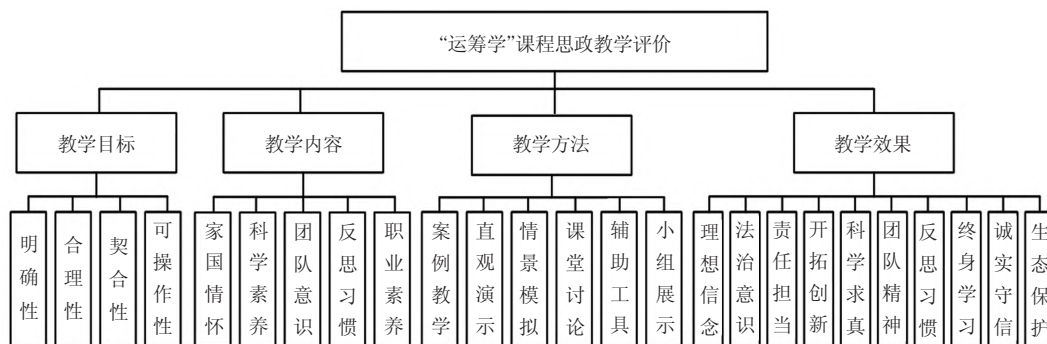 “运筹学”课程思政教学评价
教学目标
教学内容
教学方法
教学效果
明确性
合理性
契合性
可操作性
家国情怀
科学素养
团队意识
反思习惯
职业素养
案例教学
直观演示
情景模拟
课堂讨论
辅助工具
小组展示
理想信念
法治意识
责任担当
开拓创新
科学求真
团队精神
反思习惯
终身学习
诚实守信
生态保护